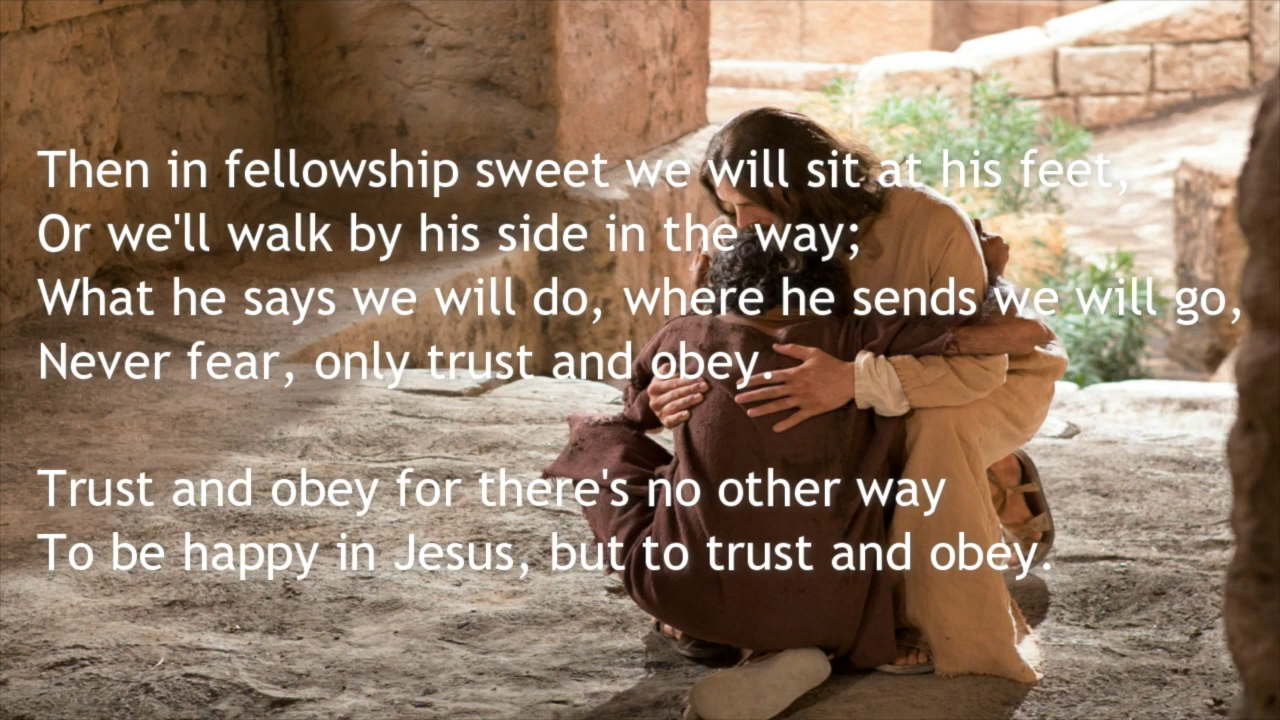 Then in fellowship sweet we will sit at his feet,
Or we'll walk by his side in the way;
What he says we will do, where he sends we will go,
Never fear, only trust and obey.
Trust and obey for there's no other way
To be happy in Jesus, but to trust and obey.